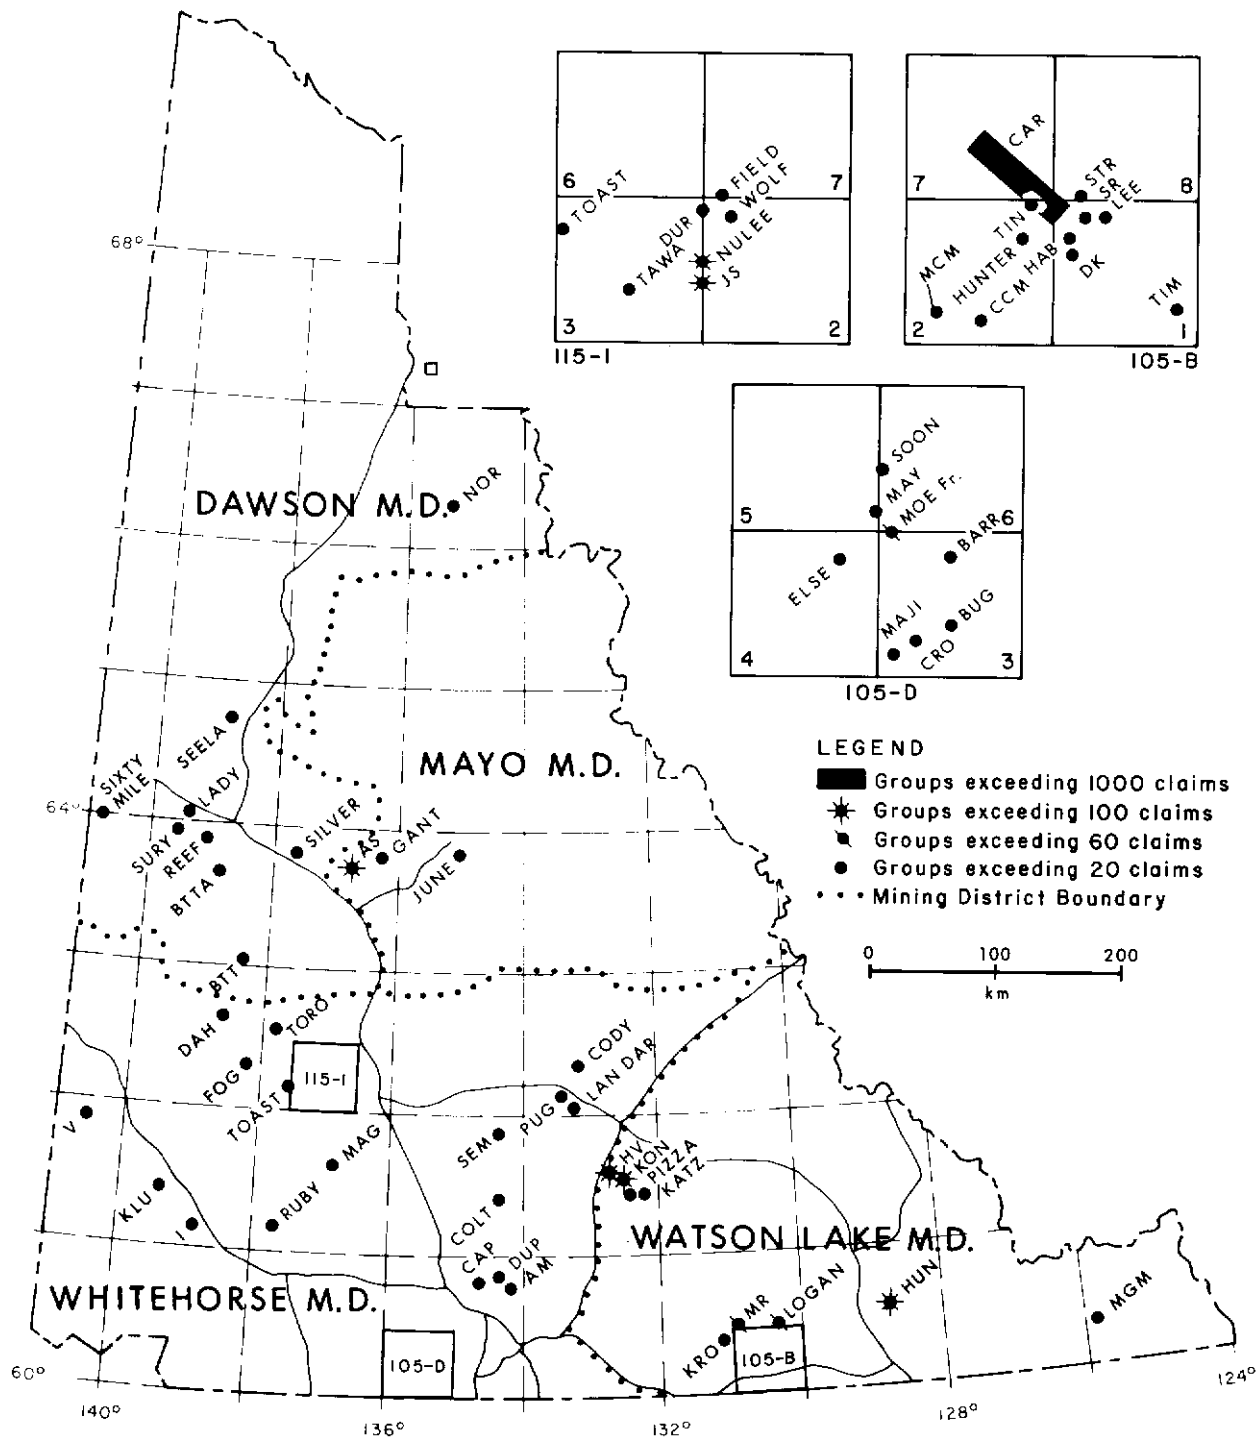 CAR
6
7
TOAST
FIELD
WOLF
DUR
NULEE
TAWA
JS
3
2
115-I
7
8
STR
SR
LEE
TIN
HUNTER
HAB
DK
MCM
CCM
TIM
2
1
105-B
68°
SOON
MAY
MOE Fr.
5
6
BARR
ELSE
MAJI
CRO
BUG
4
3
105-D
NOR
DAWSON M.D.
SEELA
MAYO M.D.
SIXTY
MILE
LADY
64°
SURY
REEF
BTTA
SILVER
AS
GANT
JUNE
LEGEND
Groups exceeding 1000 claims
Groups exceeding 100 claims
Groups exceeding 60 claims
Groups exceeding 20 claims
Mining District Boundary
0 100 200
km
BTT
DAH
TORO
FOG
115-I
TOAST
V
CODY
LAN DAR
PUG
SEM
MAG
RUBY
KLU
I
HV
KON
PIZZA
KATZ
COLT
CAP
DUP
AM
WATSON LAKE M.D.
WHITEHORSE M.D.
HUN
MGM
MR
LOGAN
KRO
105-D
105-B
60°
140°
136°
132°
128°
124°